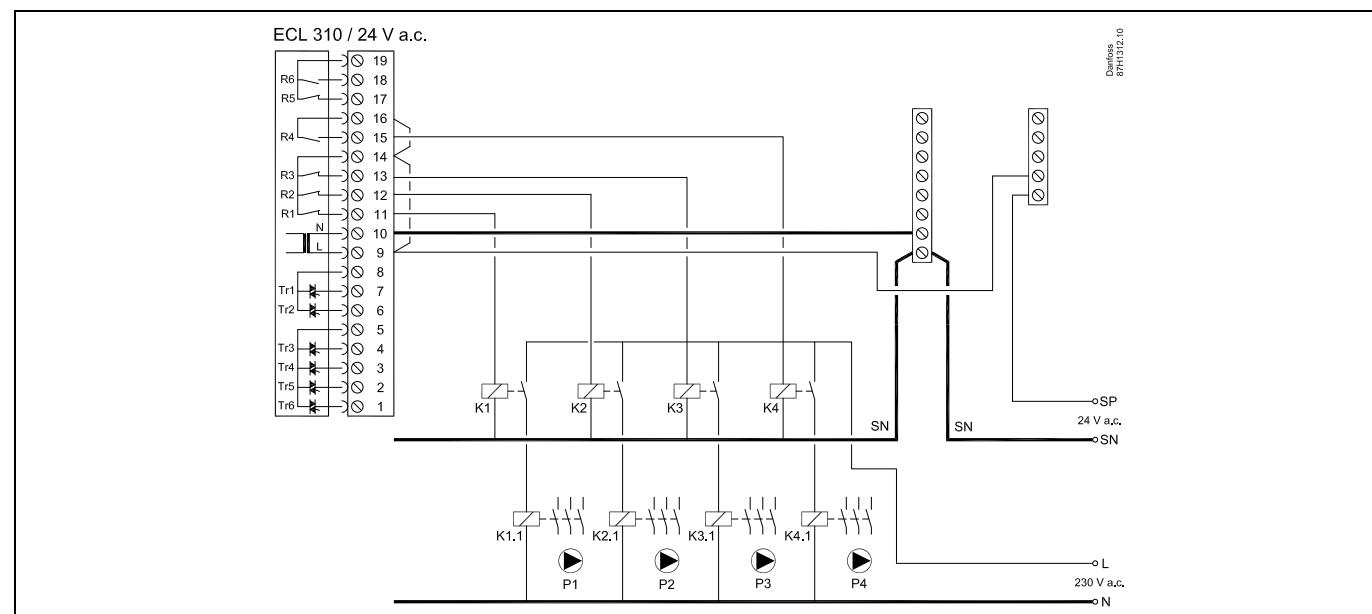 ECL 310 / 24 V a.c.
Danfoss
87H1312.10
19
R6 18
R5 17
16
R4 15
14
R3 13
R2 12
R1 11
N 10
L 9
8
Tr1 7
Tr2 6
5
Tr3 4
Tr4 3
Tr5 2
Tr6 1
K1 K2 K3 K4
SP
24 V a.c.
SN SN SN
K1.1 K2.1 K3.1 K4.1
L
P1 P2 P3 P4
230 V a.c.
N